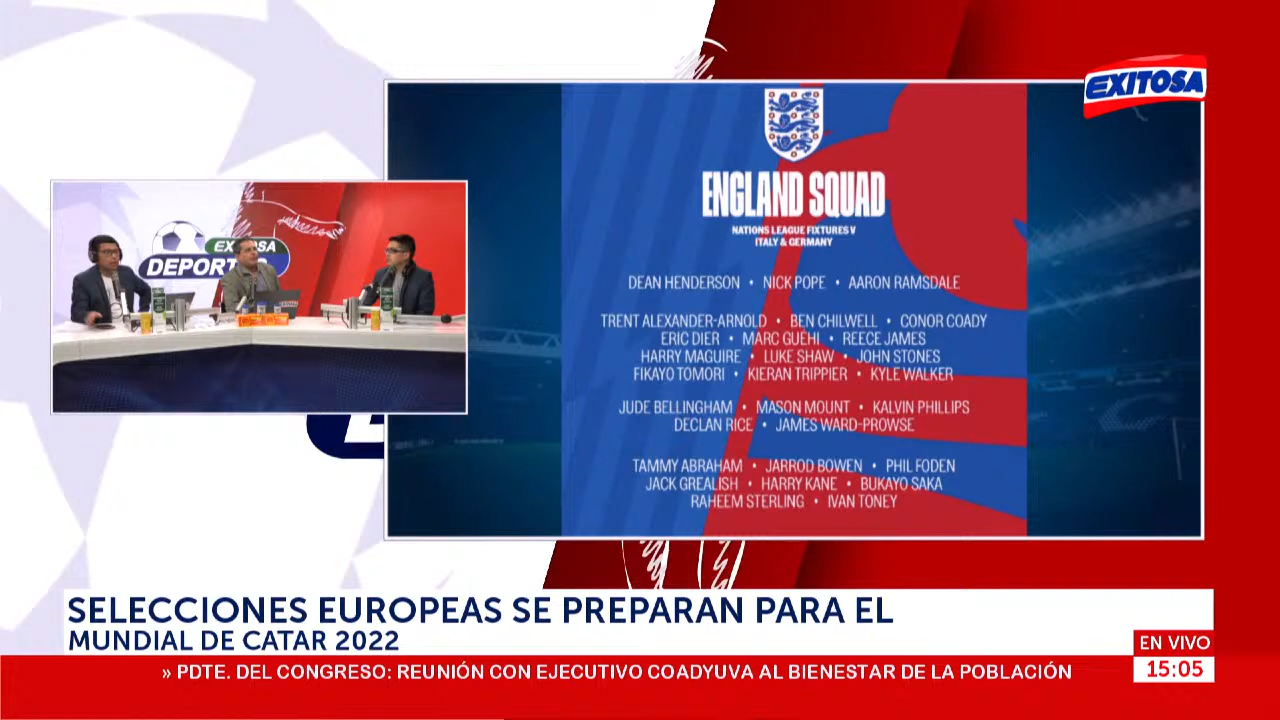 EXITOSA
EXITOSA
ENGLAND SQUAD
NATIONS LEAGUE FIXTURES V
ITALY & GERMANY
DEAN HENDERSON • NICK POPE • AARON RAMSDALE
TRENT ALEXANDER-ARNOLD • BEN CHILWELL • CONOR COADY
ERIC DIER • MARC GUEHI • REECE JAMES
HARRY MAGUIRE • LUKE SHAW • JOHN STONES
FIKAYO TOMORI • KIERAN TRIPPIER • KYLE WALKER
JUDE BELLINGHAM • MASON MOUNT • KALVIN PHILLIPS
DECLAN RICE • JAMES WARD-PROWSE
TAMMY ABRAHAM • JARROD BOWEN • PHIL FODEN
JACK GREALISH • HARRY KANE • BUKAYO SAKA
RAHEEM STERLING • IVAN TONEY
SELECCIONES EUROPEAS SE PREPARAN PARA EL
MUNDIAL DE CATAR 2022
EN VIVO
15:05
» PDTE. DEL CONGRESO: REUNIÓN CON EJECUTIVO COADYUVA AL BIENESTAR DE LA POBLACIÓN